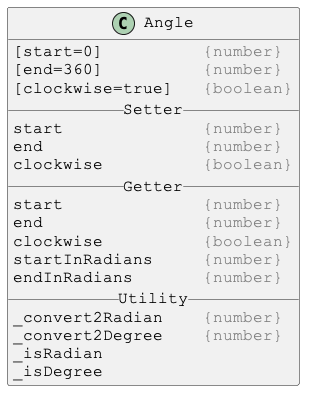 C Angle
[start=0] {number}
[end=360] {number}
[clockwise=true] {boolean}
Setter
start {number}
end {number}
clockwise {boolean}
Getter
start {number}
end {number}
clockwise {boolean}
startInRadians {number}
endInRadians {number}
Utility
_convert2Radian {number}
_convert2Degree {number}
_isRadian
_isDegree